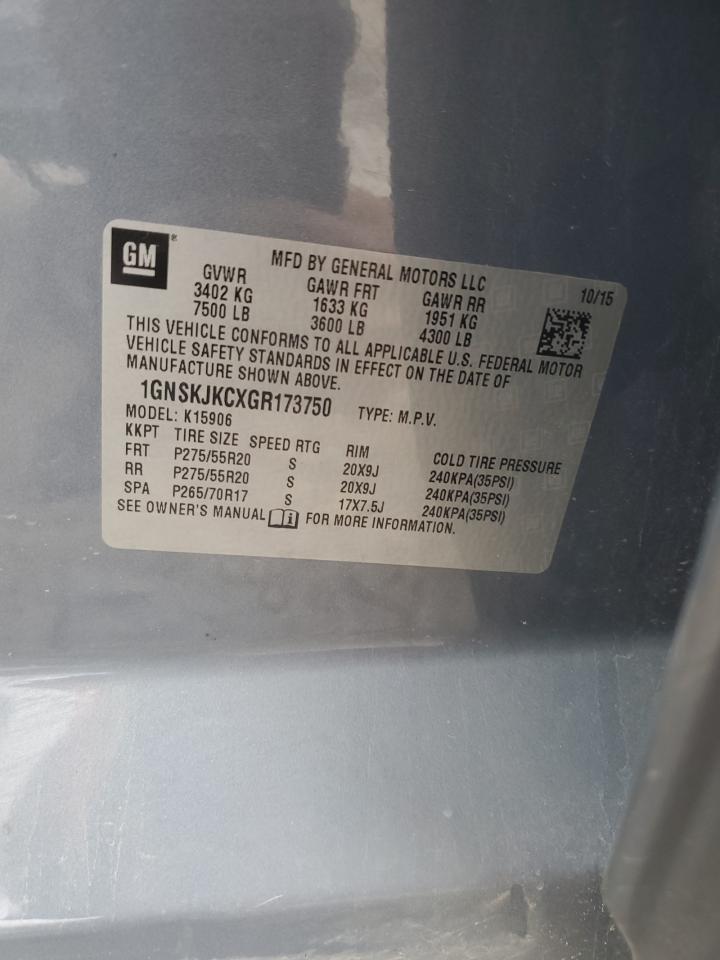 GM ®
MFD BY GENERAL MOTORS LLC 10/15
GVWR GAWR FRT GAWR RR
3402 KG 1633 KG 1951 KG
7500 LB 3600 LB 4300 LB
THIS VEHICLE CONFORMS TO ALL APPLICABLE U.S. FEDERAL MOTOR
VEHICLE SAFETY STANDARDS IN EFFECT ON THE DATE OF
MANUFACTURE SHOWN ABOVE.
1GNSKJKCXGR173750 TYPE: M.P.V.
MODEL: K15906
KKPT TIRE SIZE SPEED RTG RIM COLD TIRE PRESSURE
FRT P275/55R20 S 20X9J 240KPA(35PSI)
RR P275/55R20 S 20X9J 240KPA(35PSI)
SPA P265/70R17 S 17X7.5J 240KPA(35PSI)
SEE OWNER'S MANUAL i FOR MORE INFORMATION.